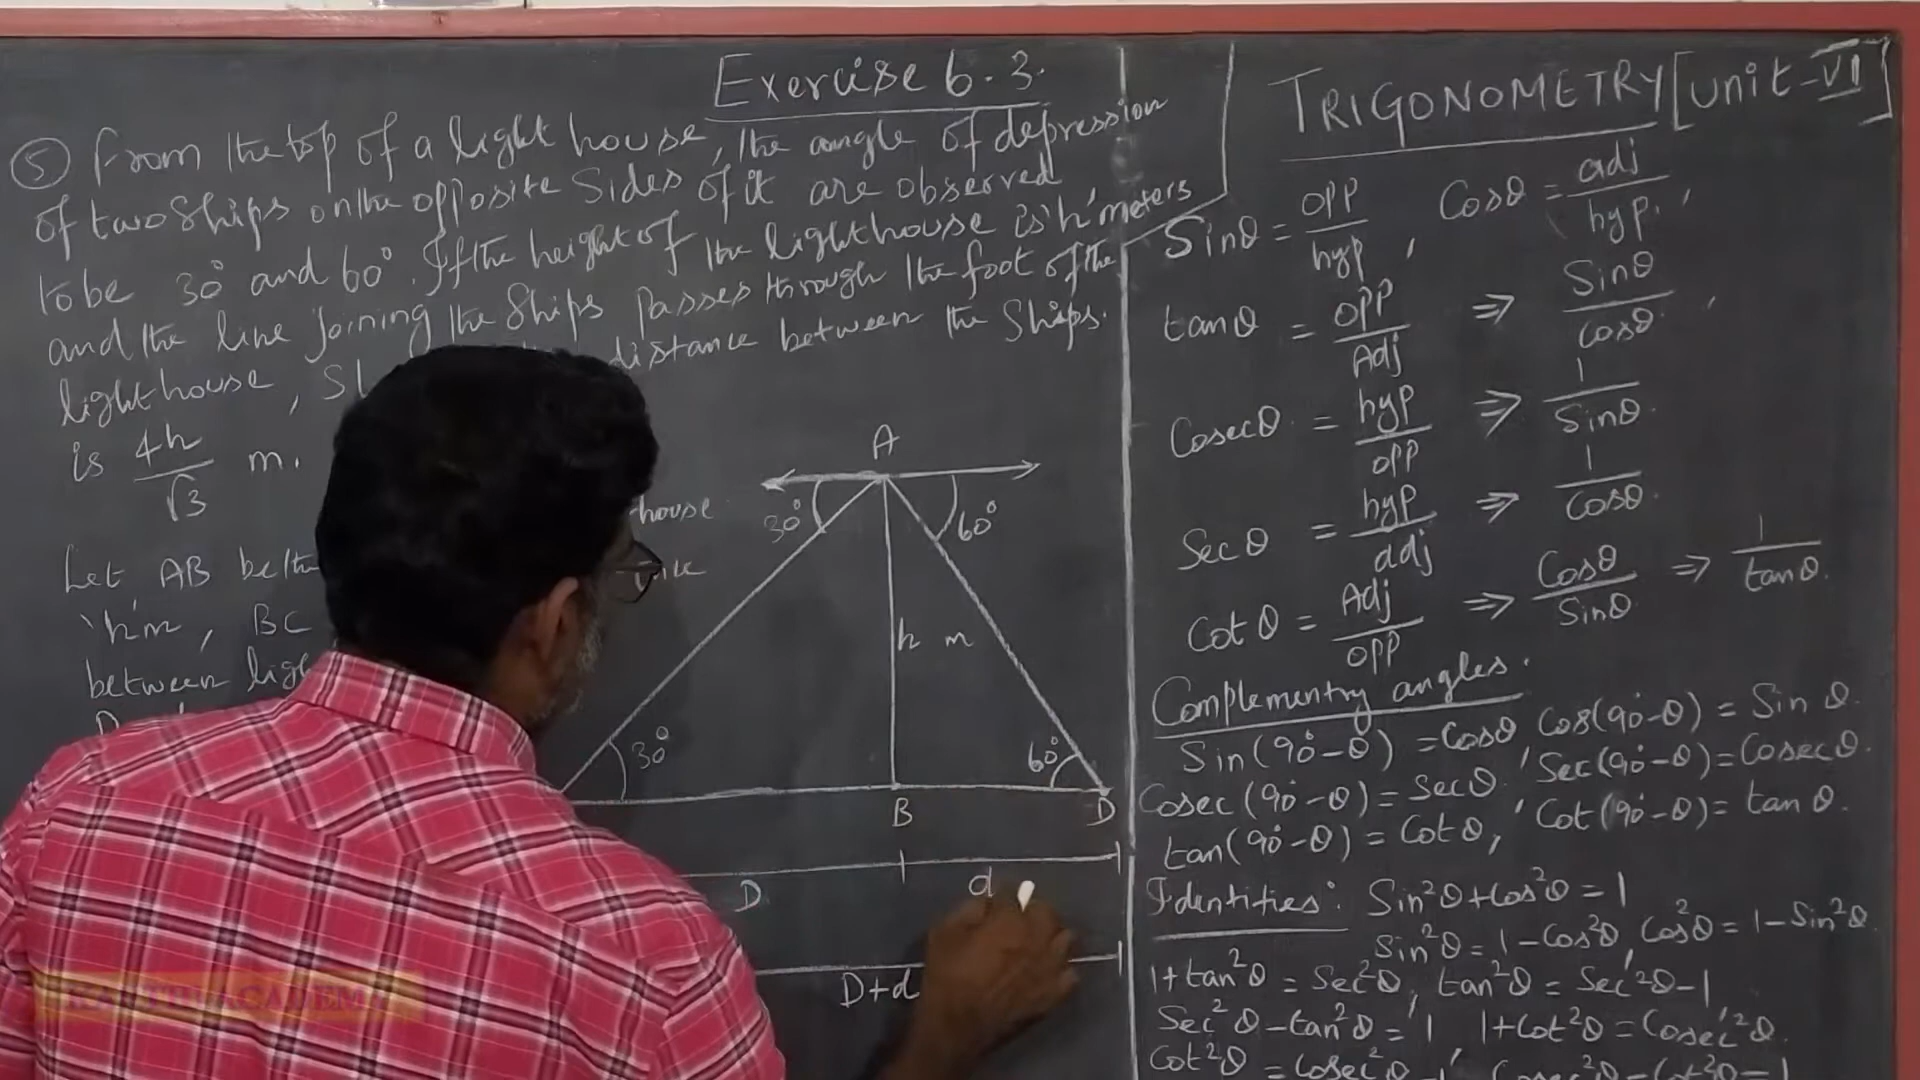 Exercise 6.3.
⑤ From the top of a light house, the angle of depression
of two ships on the opposite Sides of it are observed
to be 30° and 60°. If the height of the lighthouse is 'h' meters
and the line joining the Ships Passes through the foot of the
lighthouse, distance between the Ships.
is 4h/√3 m.
Let AB be house
'h'm, BC
between
A
30° 60°
h m
30° 60°
B D
D d
D+d
TRIGONOMETRY [unit-VI]
Sinθ = opp/hyp, Cosθ = adj/hyp.,
tanθ = opp/Adj ⇒ Sinθ/Cosθ,
Cosecθ = hyp/opp ⇒ 1/Sinθ.
Secθ = hyp/adj ⇒ 1/Cosθ.
Cotθ = Adj/opp ⇒ Cosθ/Sinθ ⇒ 1/tanθ.
Complementry angles.
Sin(90°-θ) = Cosθ Cos(90°-θ) = Sinθ.
Cosec(90°-θ) = Secθ, Sec(90°-θ) = Cosecθ.
tan(90°-θ) = Cotθ, Cot(90°-θ) = tanθ.
Identities: Sin²θ+Cos²θ=1
Sin²θ = 1-Cos²θ, Cos²θ = 1-Sin²θ.
1+tan²θ = Sec²θ, tan²θ = Sec²θ-1,
Sec²θ-tan²θ = 1 1+Cot²θ = Cosec²θ.
Cot²θ = Cosec²θ-1, Cosec²θ-Cot²θ=1